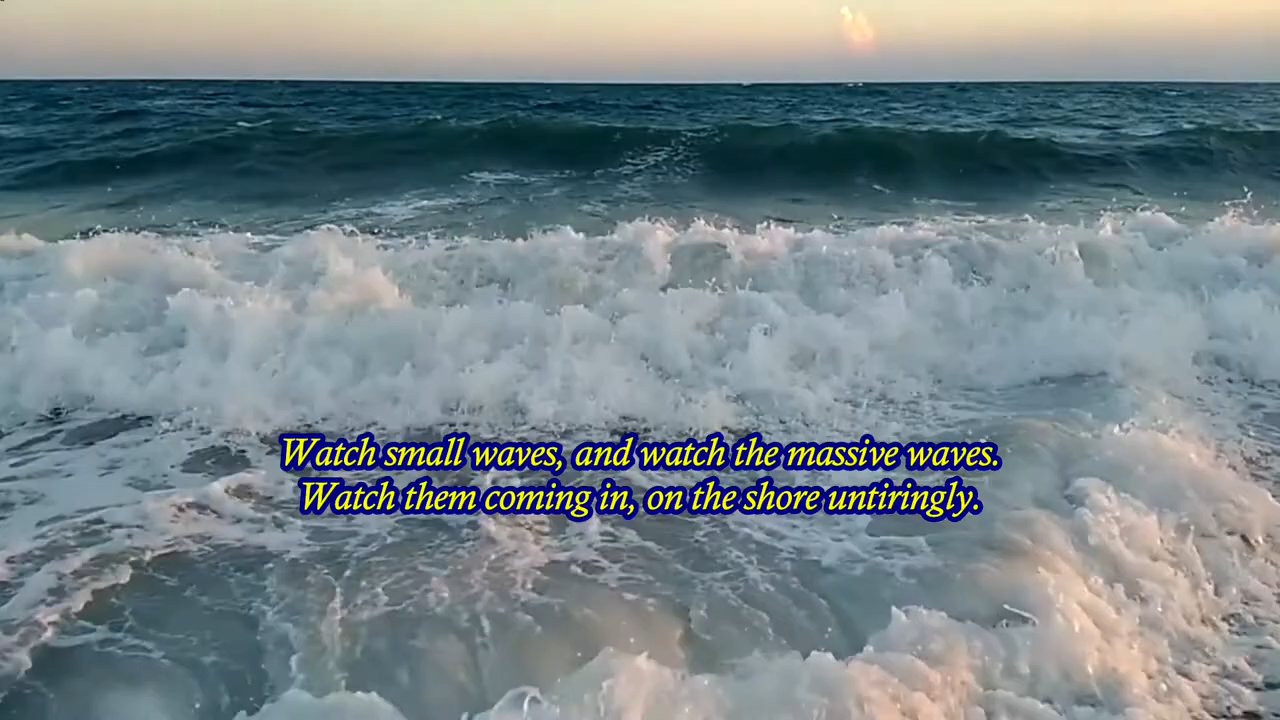 Watch small waves, and watch the massive waves.
Watch them coming in, on the shore untiringly.